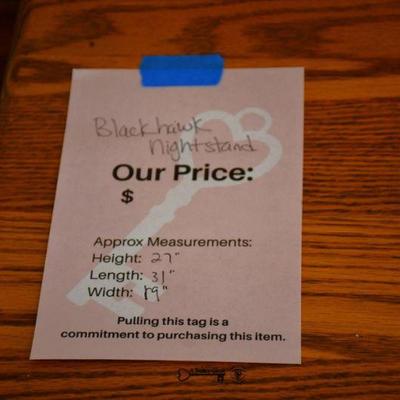 Blackhawk
nightstand
Our Price:
$
Approx Measurements:
Height: 27"
Length: 31"
Width: 19"
Pulling this tag is a
commitment to purchasing this item.